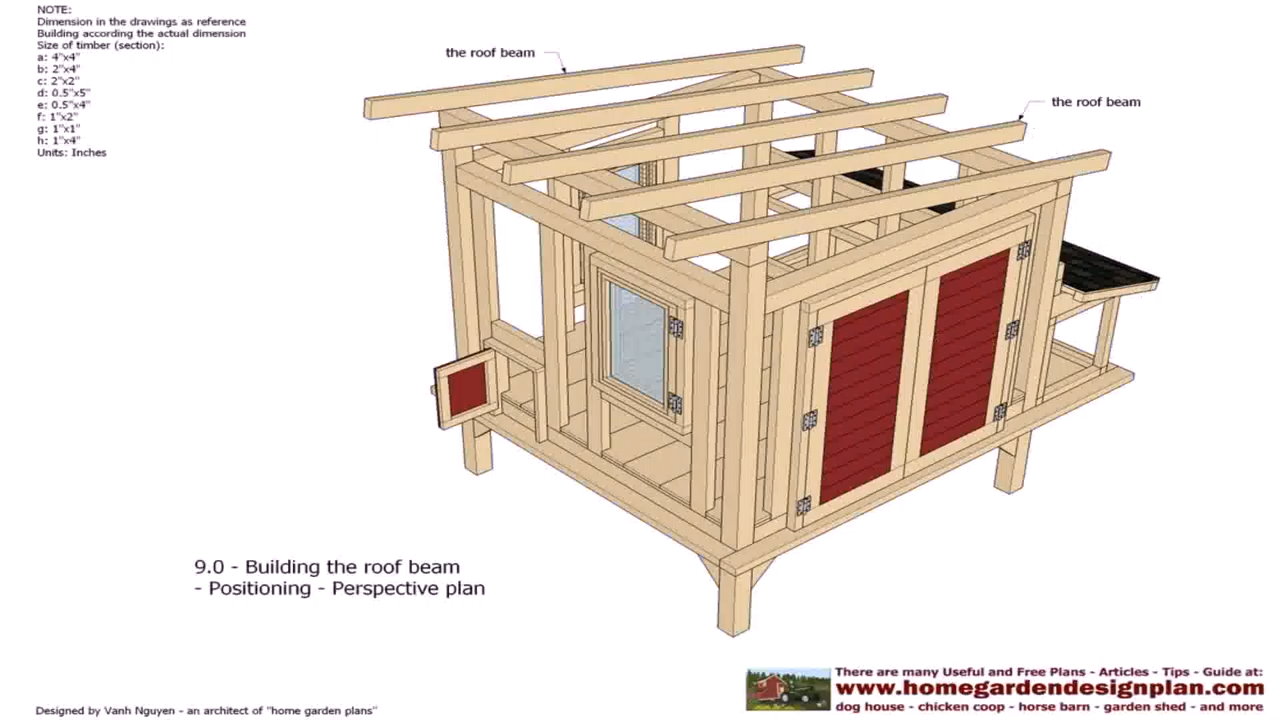 NOTE:
Dimension in the drawings as reference
Building according the actual dimension
Size of timber (section):
a: 4"x4"
b: 2"x4"
c: 2"x2"
d: 0.5"x5"
e: 0.5"x4"
f: 1"x2"
g: 1"x1"
h: 1"x4"
Units: Inches
the roof beam
the roof beam
9.0 - Building the roof beam
- Positioning - Perspective plan
There are many Useful and Free Plans - Articles - Tips - Guide at:
www.homegardendesignplan.com
dog house - chicken coop - horse barn - garden shed - and more
Designed by Vanh Nguyen - an architect of "home garden plans"